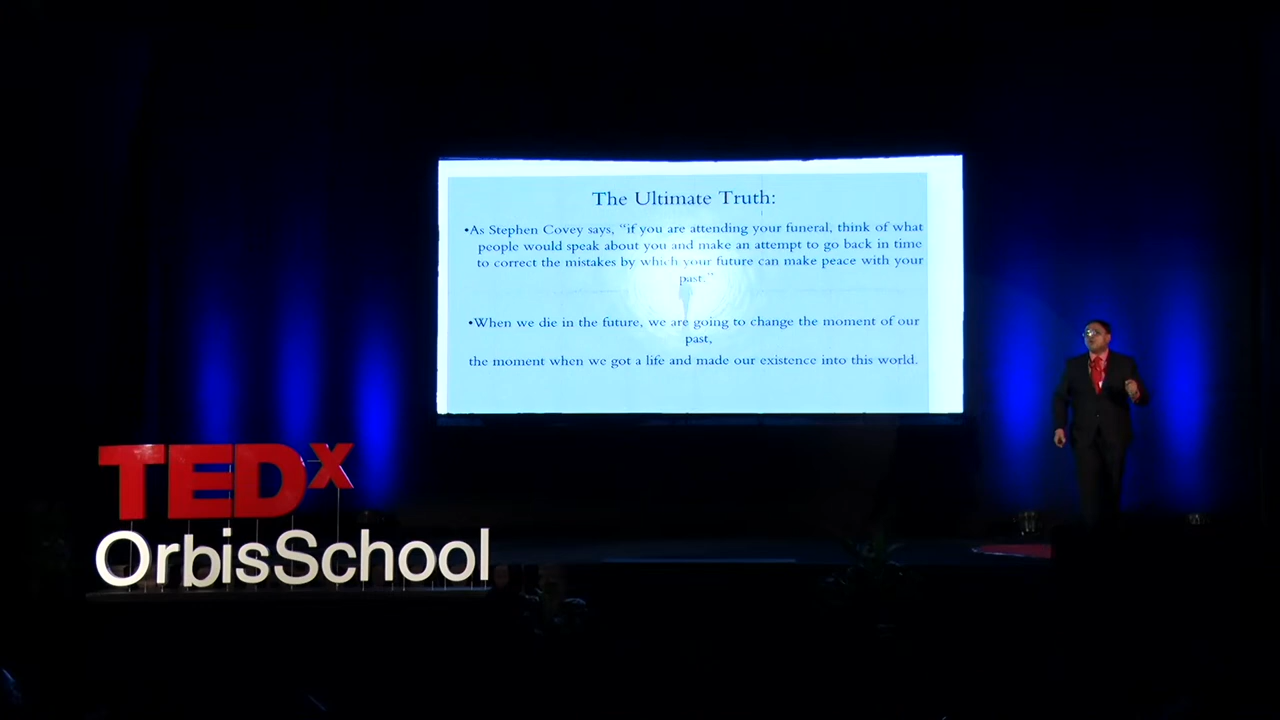 The Ultimate Truth:
•As Stephen Covey says, “if you are attending your funeral, think of what
people would speak about you and make an attempt to go back in time
to correct the mistakes by which your future can make peace with your
past.”
•When we die in the future, we are going to change the moment of our
past,
the moment when we got a life and made our existence into this world.
TEDx
OrbisSchool